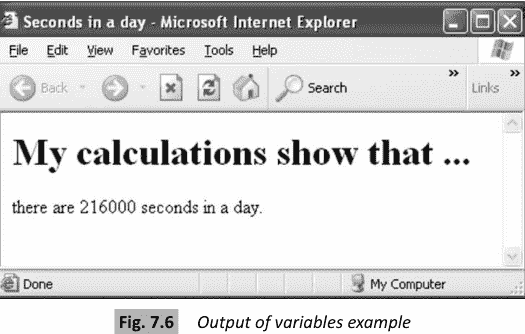 Seconds in a day - Microsoft Internet Explorer
File Edit View Favorites Tools Help
Back Search » Links »
My calculations show that ...
there are 216000 seconds in a day.
Done My Computer
Fig. 7.6 Output of variables example